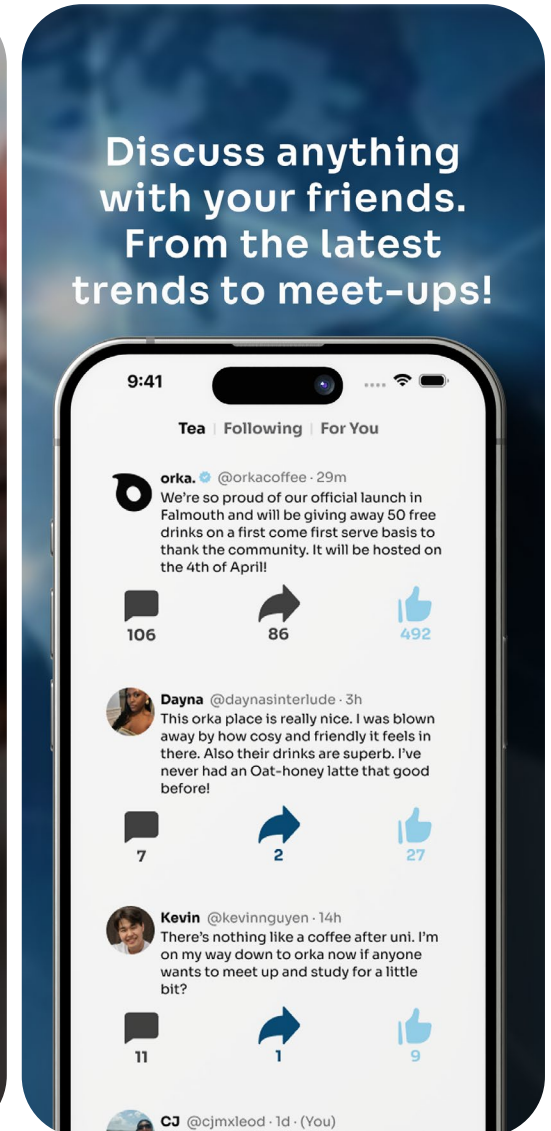 Discuss anything
with your friends.
From the latest
trends to meet-ups!
9:41
Tea | Following | For You
orka. @orkacoffee · 29m
We're so proud of our official launch in
Falmouth and will be giving away 50 free
drinks on a first come first serve basis to
thank the community. It will be hosted on
the 4th of April!
106 86 492
Dayna @daynasinterlude · 3h
This orka place is really nice. I was blown
away by how cosy and friendly it feels in
there. Also their drinks are superb. I've
never had an Oat-honey latte that good
before!
7 2 27
Kevin @kevinnguyen · 14h
There's nothing like a coffee after uni. I'm
on my way down to orka now if anyone
wants to meet up and study for a little
bit?
11 1 9
CJ @cjmxleod · 1d · (You)